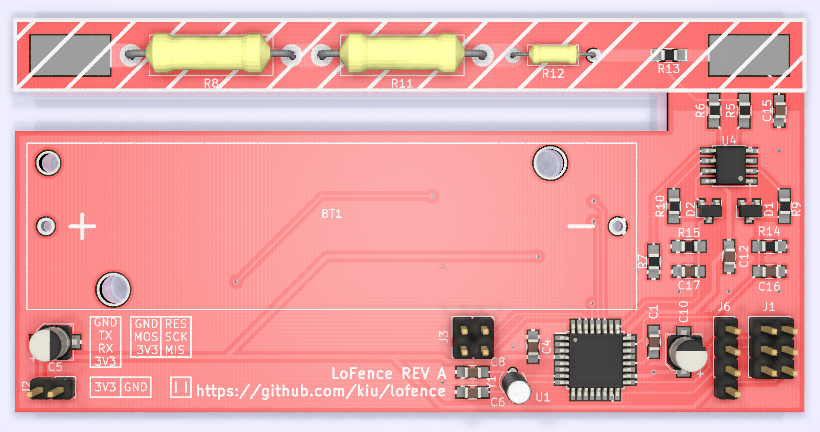 R8
R11
R12
R13
R6
R5
C15
U4
BT1
+
−
R10
D2
D1
R9
R15
R14
R7
C12
C17
C16
C1
C10
J6
J1
GND
TX
RX
3V3
GND RES
MOS SCK
3V3 MIS
C5
J2
3V3 GND
J3
C4
C8
Y1
C6
U1
+
LoFence REV A
https://github.com/kiu/lofence